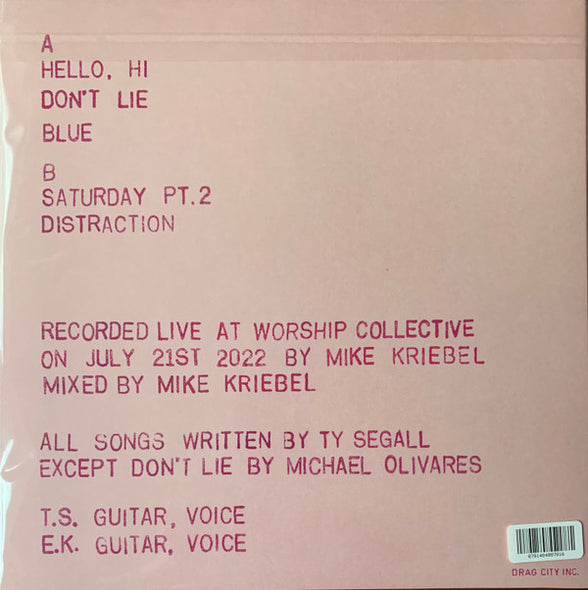 A
HELLO, HI
DON'T LIE
BLUE
B
SATURDAY PT.2
DISTRACTION
RECORDED LIVE AT WORSHIP COLLECTIVE
ON JULY 21ST 2022 BY MIKE KRIEBEL
MIXED BY MIKE KRIEBEL
ALL SONGS WRITTEN BY TY SEGALL
EXCEPT DON'T LIE BY MICHAEL OLIVARES
T.S. GUITAR, VOICE
E.K. GUITAR, VOICE
DRAG CITY INC.